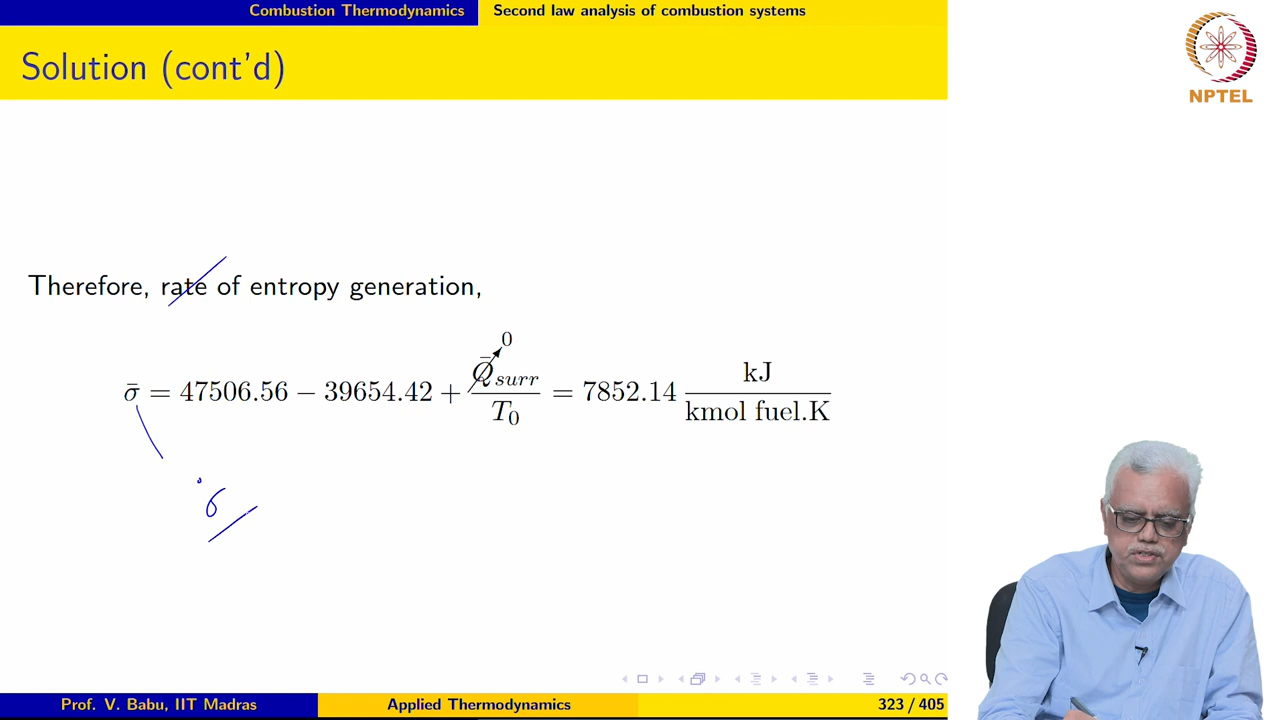 Combustion Thermodynamics Second law analysis of combustion systems
Solution (cont'd)
NPTEL
Therefore, rate of entropy generation,
σ̄ = 47506.56 − 39654.42 + Q̄surr/T0 = 7852.14 kJ/kmol fuel.K
0
σ̇
Prof. V. Babu, IIT Madras Applied Thermodynamics 323 / 405